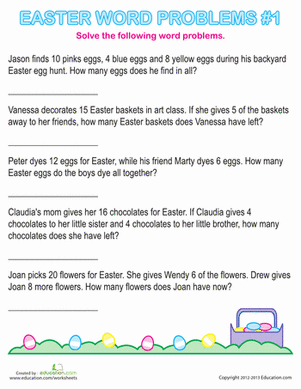 EASTER WORD PROBLEMS #1
Solve the following word problems.
Jason finds 10 pinks eggs, 4 blue eggs and 8 yellow eggs during his backyard
Easter egg hunt. How many eggs does he find in all?
Vanessa decorates 15 Easter baskets in art class. If she gives 5 of the baskets
away to her friends, how many Easter baskets does Vanessa have left?
Peter dyes 12 eggs for Easter, while his friend Marty dyes 6 eggs. How many
Easter eggs do the boys dye all together?
Claudia's mom gives her 16 chocolates for Easter. If Claudia gives 4
chocolates to her little sister and 4 chocolates to her little brother, how many
chocolates does she have left?
Joan picks 20 flowers for Easter. She gives Wendy 6 of the flowers. Drew gives
Joan 8 more flowers. How many flowers does Joan have now?
education.com
www.education.com/worksheets
Copyright 2012-2013 Education.com